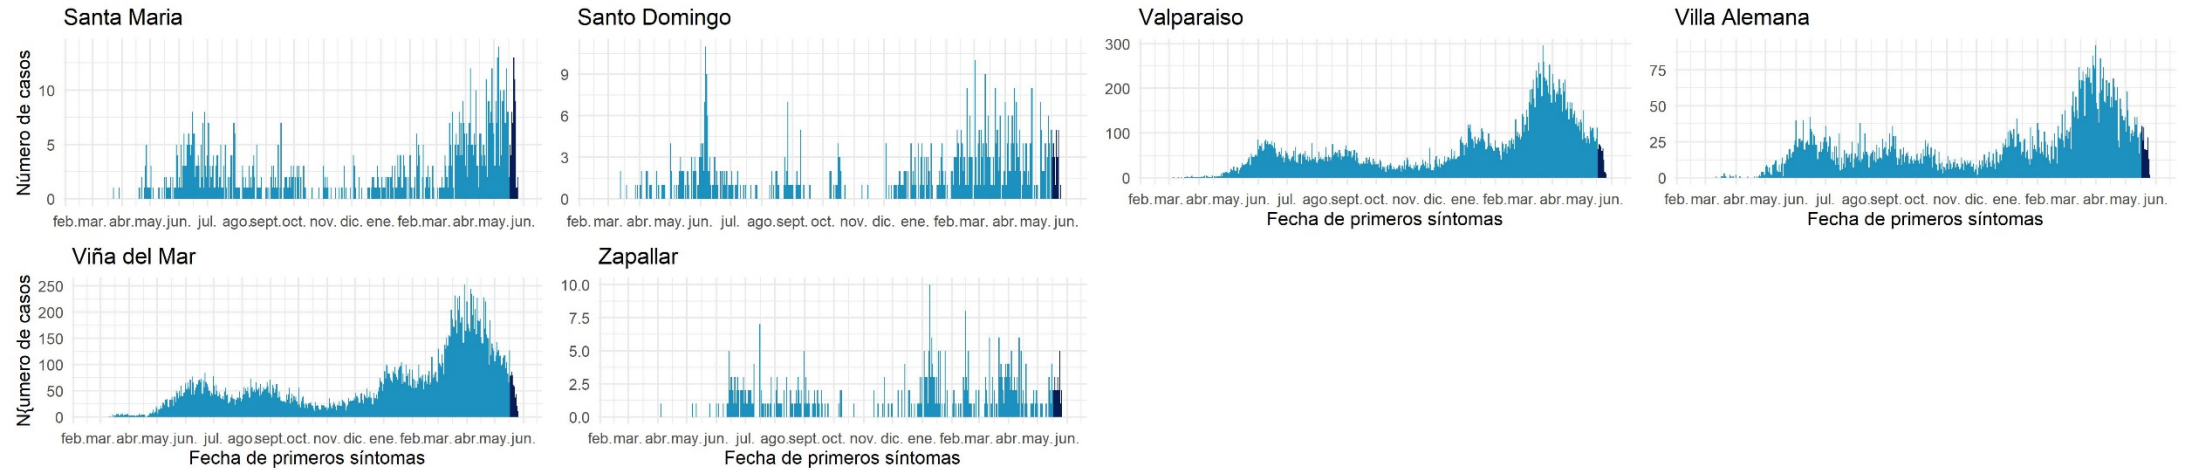 Santa Maria
Santo Domingo
Valparaiso
Villa Alemana
Número de casos
10
5
0
9
6
3
0
300
200
100
0
75
50
25
0
feb. mar. abr. may. jun. jul. ago. sept. oct. nov. dic. ene. feb. mar. abr. may. jun.
feb. mar. abr. may. jun. jul. ago. sept. oct. nov. dic. ene. feb. mar. abr. may. jun.
feb. mar. abr. may. jun. jul. ago. sept. oct. nov. dic. ene. feb. mar. abr. may. jun.
feb. mar. abr. may. jun. jul. ago. sept. oct. nov. dic. ene. feb. mar. abr. may. jun.
Fecha de primeros síntomas
Fecha de primeros síntomas
Viña del Mar
Zapallar
N{umero de casos
250
200
150
100
50
0
10.0
7.5
5.0
2.5
0.0
feb. mar. abr. may. jun. jul. ago. sept. oct. nov. dic. ene. feb. mar. abr. may. jun.
feb. mar. abr. may. jun. jul. ago. sept. oct. nov. dic. ene. feb. mar. abr. may. jun.
Fecha de primeros síntomas
Fecha de primeros síntomas